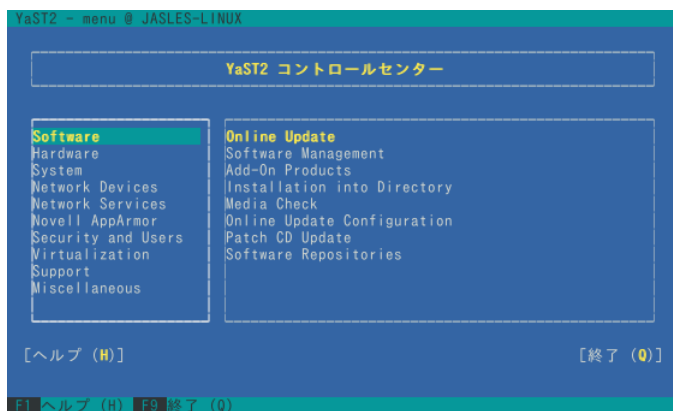 YaST2 - menu @ JASLES-LINUX
YaST2 コントロールセンター
Software
Hardware
System
Network Devices
Network Services
Novell AppArmor
Security and Users
Virtualization
Support
Miscellaneous
Online Update
Software Management
Add-On Products
Installation into Directory
Media Check
Online Update Configuration
Patch CD Update
Software Repositories
[ヘルプ (H)] [終了 (Q)]
F1 ヘルプ (H) F9 終了 (Q)